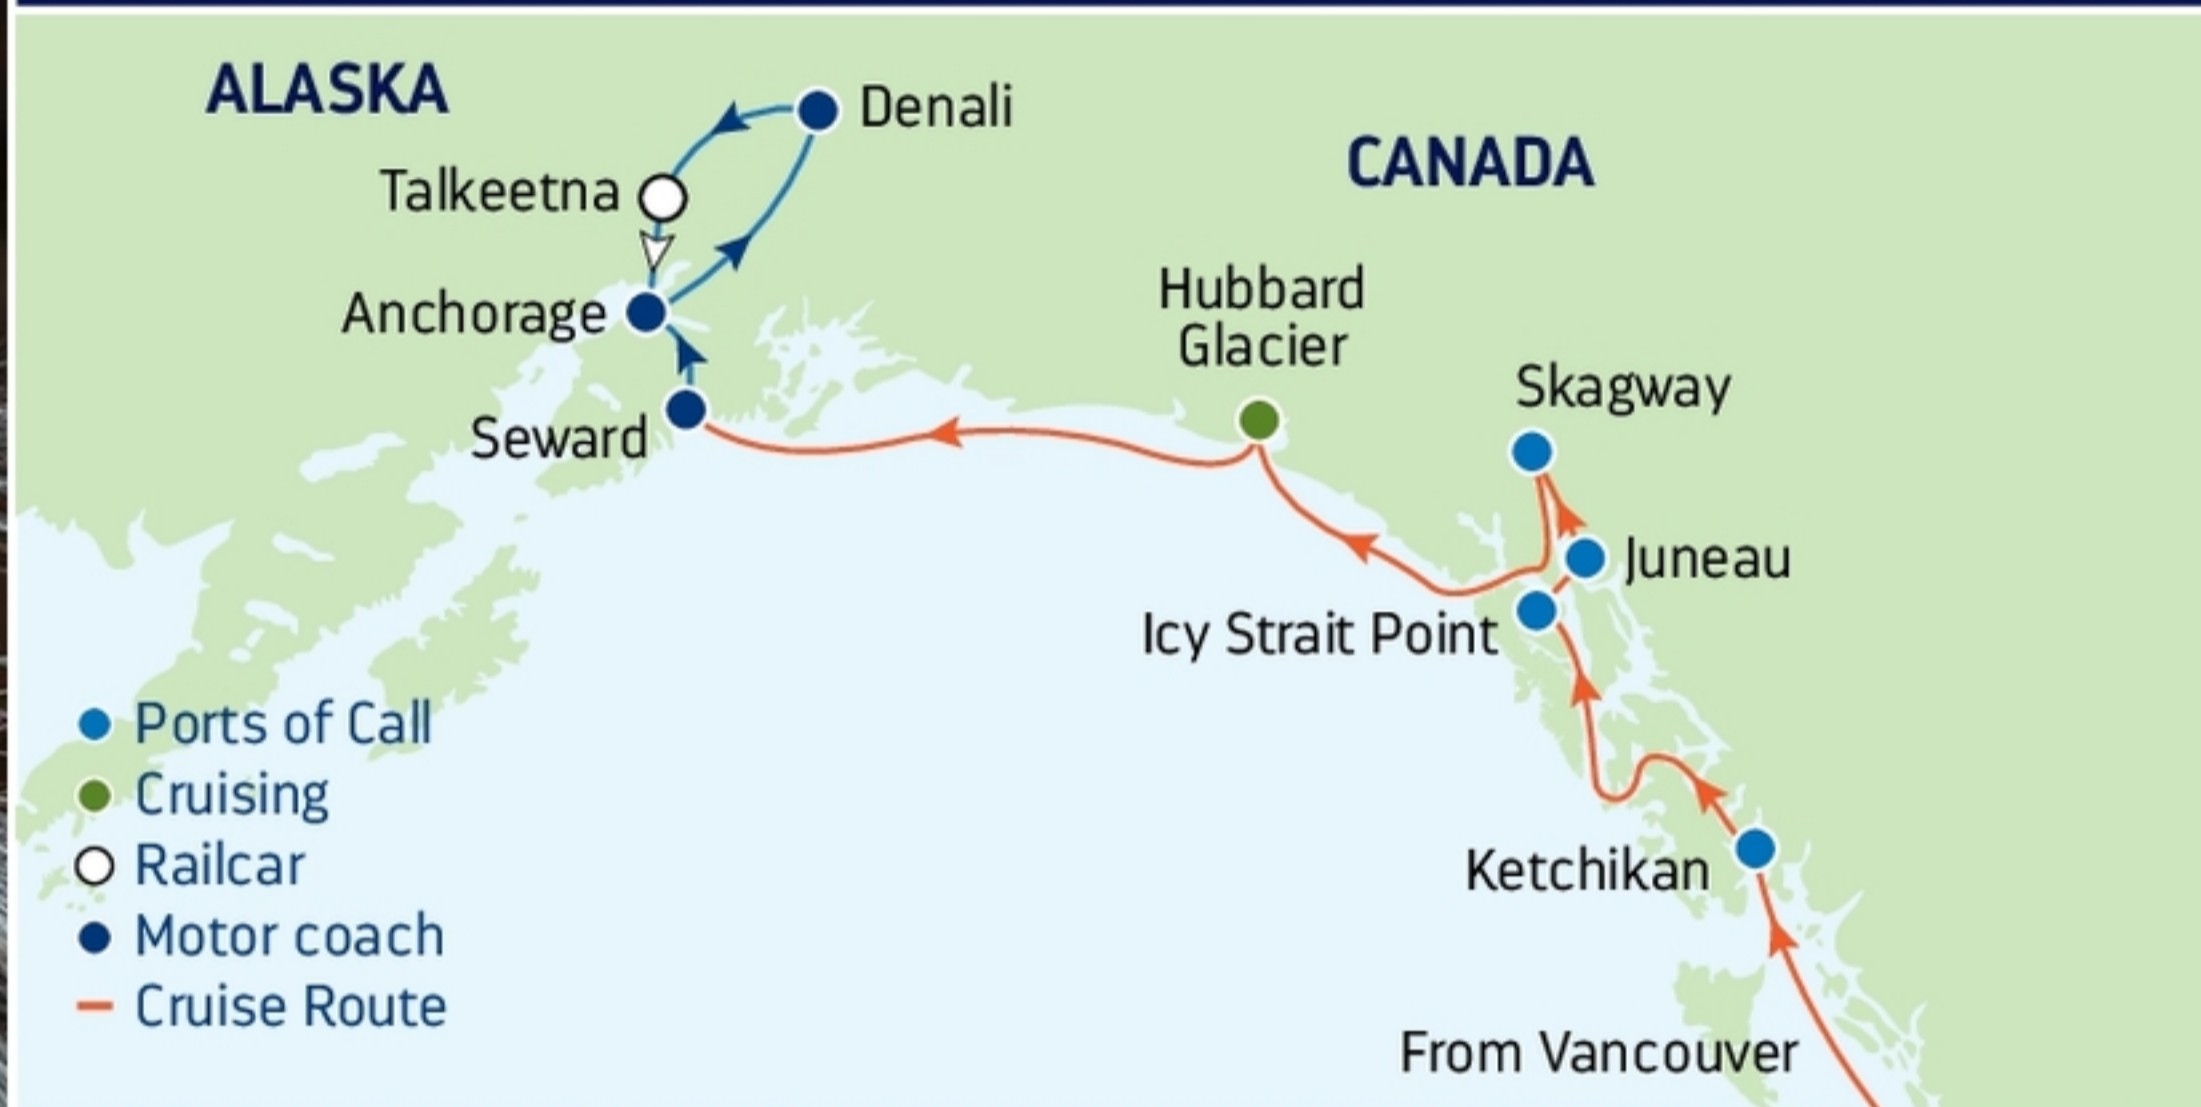 ALASKA
Denali
CANADA
Talkeetna
Hubbard
Glacier
Anchorage
Skagway
Seward
Juneau
Icy Strait Point
Ports of Call
Cruising
Railcar
Ketchikan
Motor coach
Cruise Route
From Vancouver